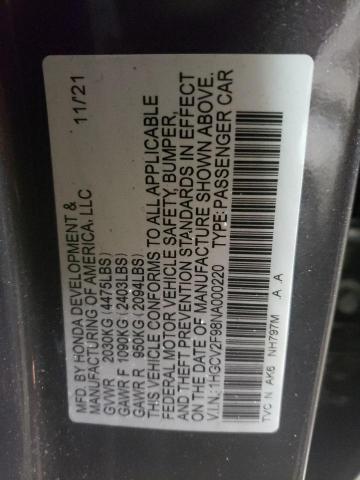 MFD. BY HONDA DEVELOPMENT &
MANUFACTURING OF AMERICA, LLC 11/21
GVWR 2030KG (4475LBS)
GAWR F 1090KG (2403LBS)
GAWR R 950KG (2094LBS)
THIS VEHICLE CONFORMS TO ALL APPLICABLE
FEDERAL MOTOR VEHICLE SAFETY, BUMPER,
AND THEFT PREVENTION STANDARDS IN EFFECT
ON THE DATE OF MANUFACTURE SHOWN ABOVE.
V.I.N.:1HGCV2F98NA000220 TYPE: PASSENGER CAR
TVC N AK6 NH797M .A .A